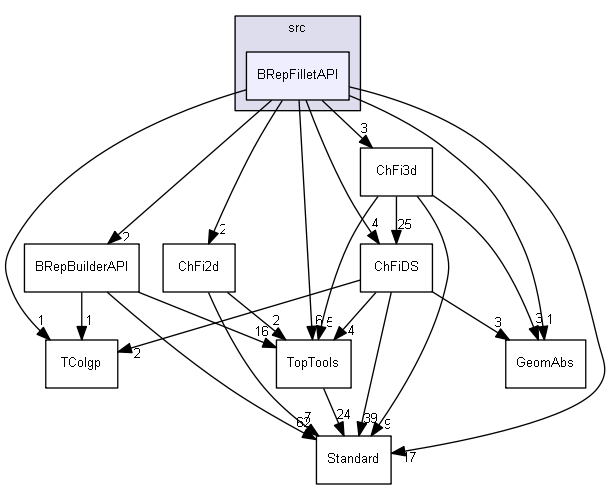 src
BRepFilletAPI
3
ChFi3d
2
2
4
25
BRepBuilderAPI
ChFi2d
ChFiDS
1
1
16
2
6
5
4
3
3
1
2
TColgp
TopTools
GeomAbs
7
62
24
39
9
17
Standard